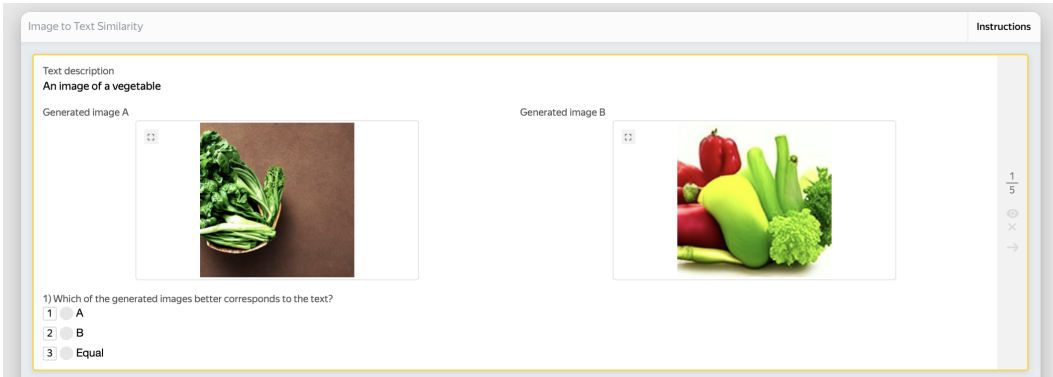 Image to Text Similarity
Instructions
Text description
An image of a vegetable
Generated image A
Generated image B
1
5
1) Which of the generated images better corresponds to the text?
1 A
2 B
3 Equal